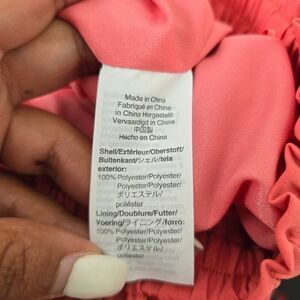 Made in China
Fabriqué en Chine
in China Hergestellt
Vervaardigd in China
中国製
Hecho en China
Shell/Extérieur/Oberstoff/
Buitenkant/シェル/tela
exterior:
100% Polyester/Polyester/
Polyester/Polyester/
ポリエステル/
poliéster
Lining/Doublure/Futter/
Voering/ライニング/forro:
100% Polyester/Polyester/
Polyester/Polyester/
ポリエステル/
poliéster